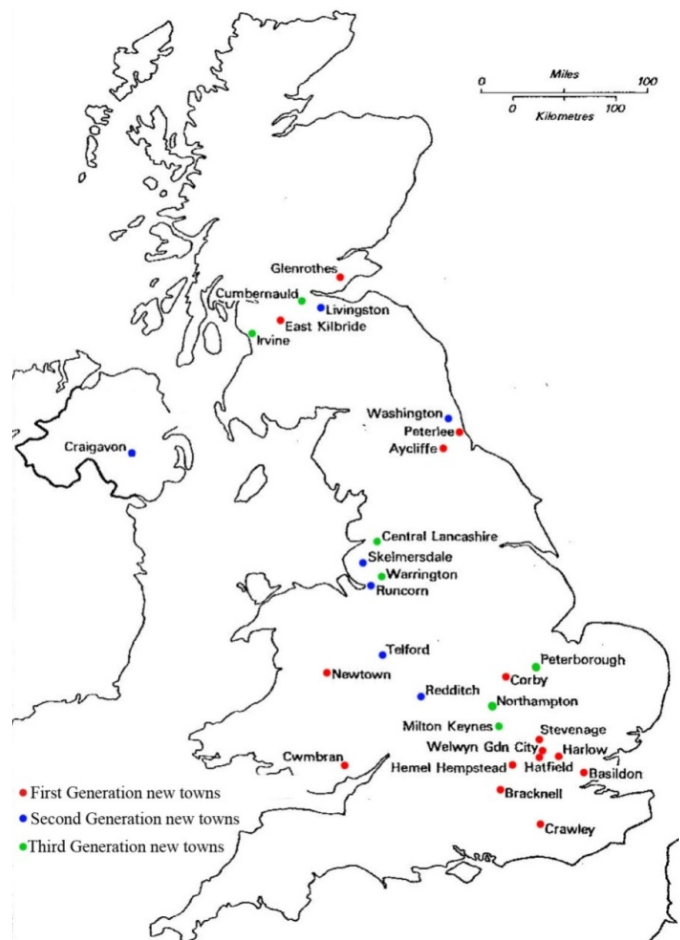 Miles
0 100
0 100
Kilometres
Glenrothes
Cumbernauld
Livingston
East Kilbride
Irvine
Washington
Peterlee
Aycliffe
Craigavon
Central Lancashire
Skelmersdale
Warrington
Runcorn
Telford
Newtown
Peterborough
Corby
Redditch
Northampton
Milton Keynes
Stevenage
Welwyn Gdn City
Harlow
Cwmbran
Hemel Hempstead
Hatfield
Basildon
Bracknell
Crawley
First Generation new towns
Second Generation new towns
Third Generation new towns